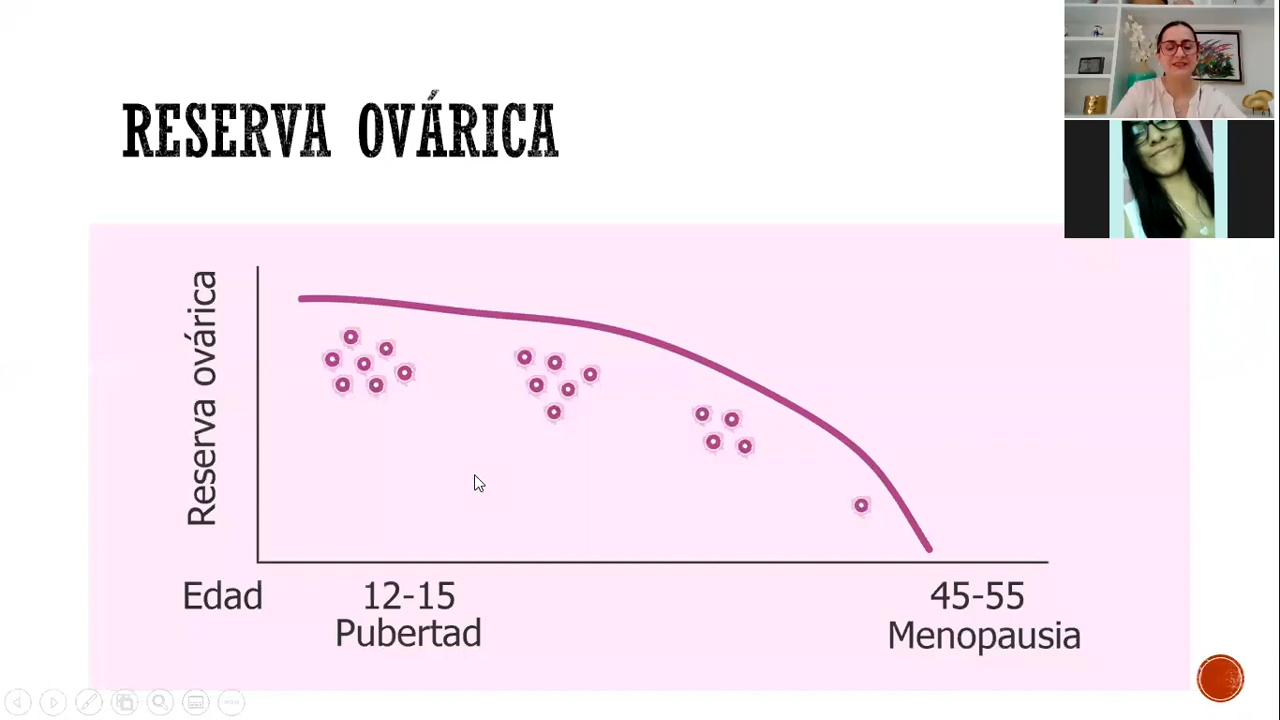 RESERVA OVÁRICA
Reserva ovárica
Edad
12-15
Pubertad
45-55
Menopausia